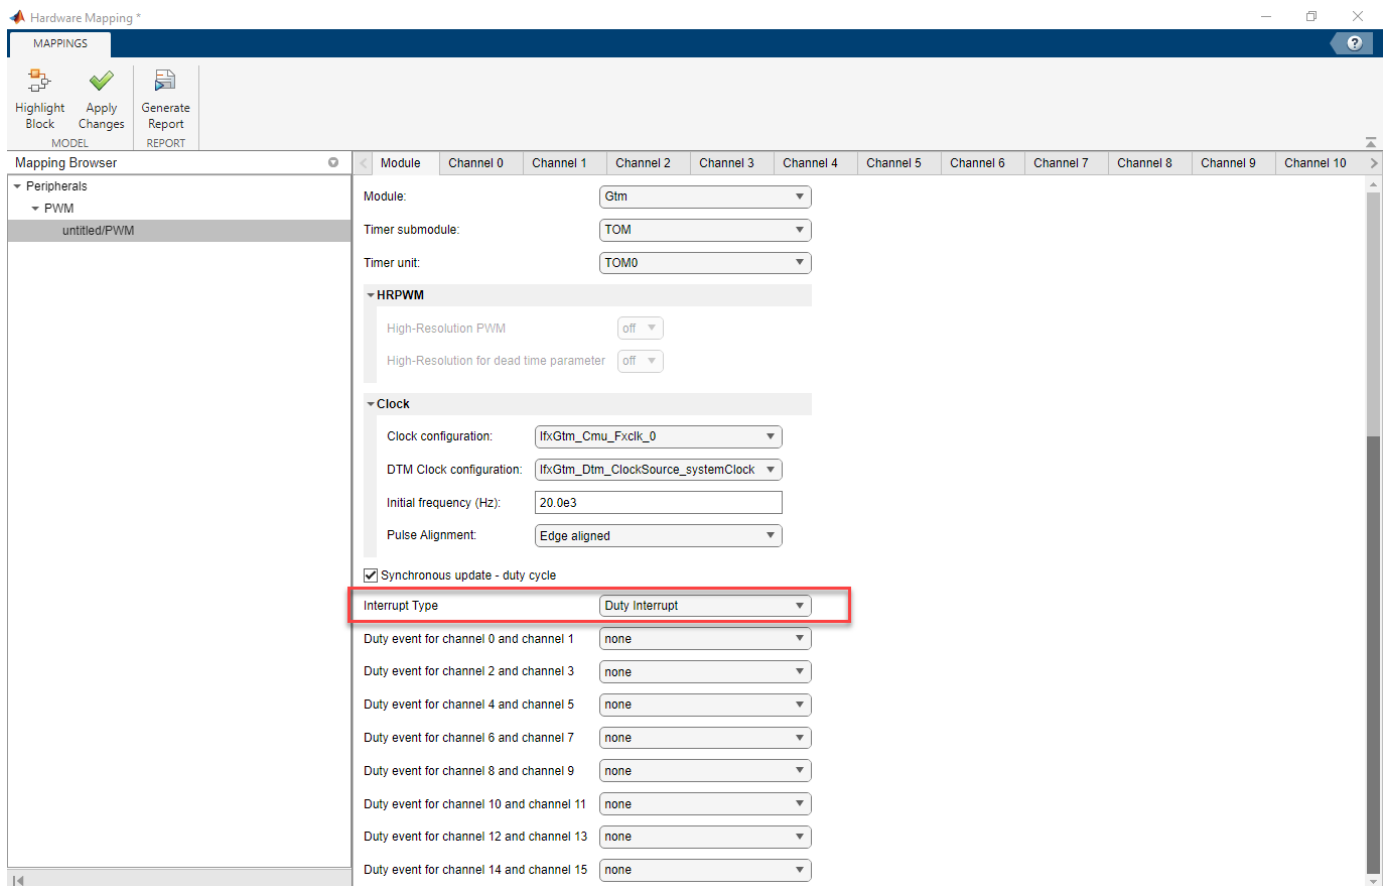 Hardware Mapping *
MAPPINGS
?
Highlight Block
Apply Changes
Generate Report
MODEL
REPORT
Mapping Browser
Peripherals
PWM
untitled/PWM
Module Channel 0 Channel 1 Channel 2 Channel 3 Channel 4 Channel 5 Channel 6 Channel 7 Channel 8 Channel 9 Channel 10
Module: Gtm
Timer submodule: TOM
Timer unit: TOM0
HRPWM
High-Resolution PWM off
High-Resolution for dead time parameter off
Clock
Clock configuration: IfxGtm_Cmu_Fxclk_0
DTM Clock configuration: IfxGtm_Dtm_ClockSource_systemClock
Initial frequency (Hz): 20.0e3
Pulse Alignment: Edge aligned
Synchronous update - duty cycle
Interrupt Type Duty Interrupt
Duty event for channel 0 and channel 1 none
Duty event for channel 2 and channel 3 none
Duty event for channel 4 and channel 5 none
Duty event for channel 6 and channel 7 none
Duty event for channel 8 and channel 9 none
Duty event for channel 10 and channel 11 none
Duty event for channel 12 and channel 13 none
Duty event for channel 14 and channel 15 none